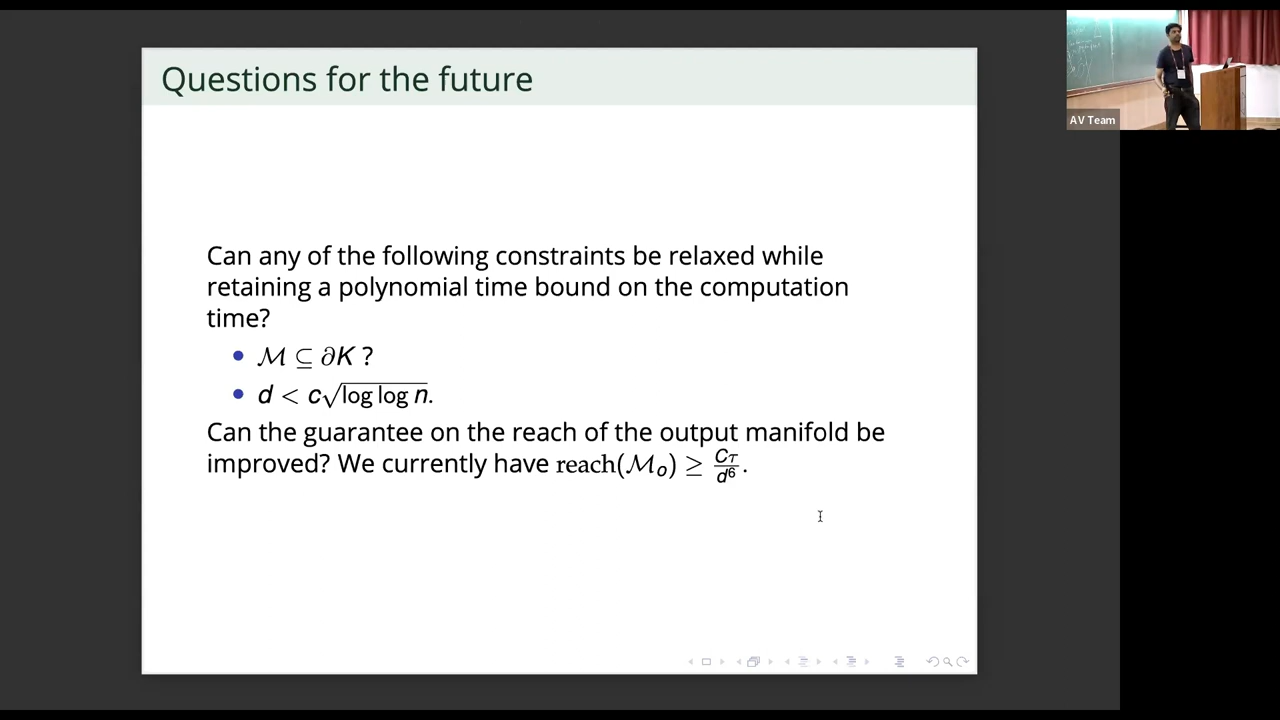 Questions for the future
AV Team
Can any of the following constraints be relaxed while
retaining a polynomial time bound on the computation
time?
• ℳ ⊆ ∂K ?
• d < c√(log log n).
Can the guarantee on the reach of the output manifold be
improved? We currently have reach(ℳₒ) ≥ Cτ/d⁶.